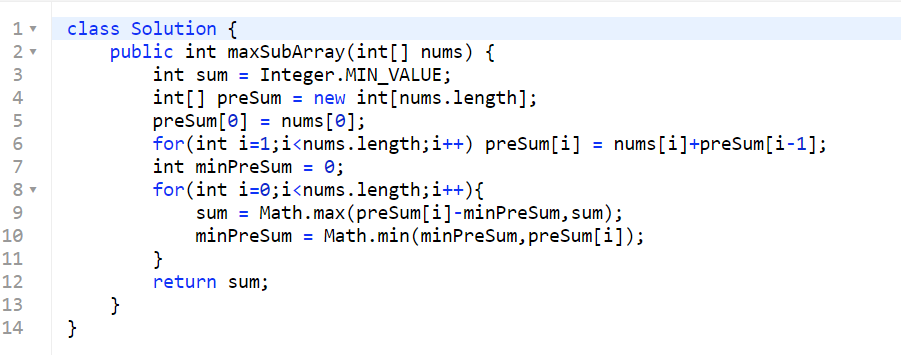 1 class Solution {
2 public int maxSubArray(int[] nums) {
3 int sum = Integer.MIN_VALUE;
4 int[] preSum = new int[nums.length];
5 preSum[0] = nums[0];
6 for(int i=1;i<nums.length;i++) preSum[i] = nums[i]+preSum[i-1];
7 int minPreSum = 0;
8 for(int i=0;i<nums.length;i++){
9 sum = Math.max(preSum[i]-minPreSum,sum);
10 minPreSum = Math.min(minPreSum,preSum[i]);
11 }
12 return sum;
13 }
14 }